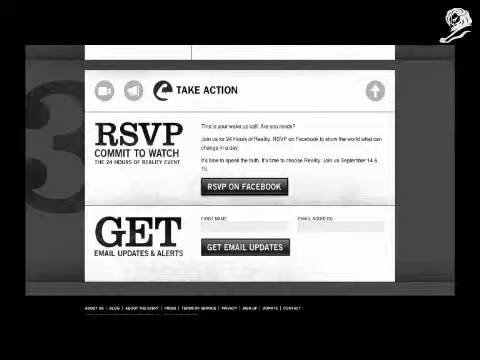 TAKE ACTION
RSVP
COMMIT TO WATCH
THE 24 HOURS OF REALITY EVENT
This is your wake up call. Are you ready?
Join us for 24 Hours of Reality. RSVP on Facebook to show the world what can
change in a day.
It's time to speak the truth. It's time to choose Reality. Join us September 14 &
15.
RSVP ON FACEBOOK
GET
EMAIL UPDATES & ALERTS
FIRST NAME
EMAIL ADDRESS
GET EMAIL UPDATES
ABOUT US | BLOG | ABOUT THE EVENT | PRESS | TERMS OF SERVICE | PRIVACY | SIGN UP | DONATE | CONTACT